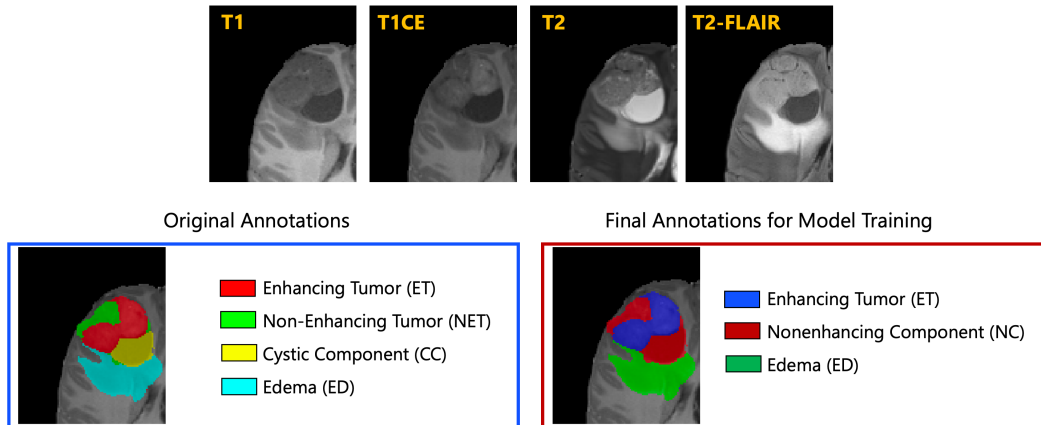 T1
T1CE
T2
T2-FLAIR
Original Annotations
Enhancing Tumor (ET)
Non-Enhancing Tumor (NET)
Cystic Component (CC)
Edema (ED)
Final Annotations for Model Training
Enhancing Tumor (ET)
Nonenhancing Component (NC)
Edema (ED)